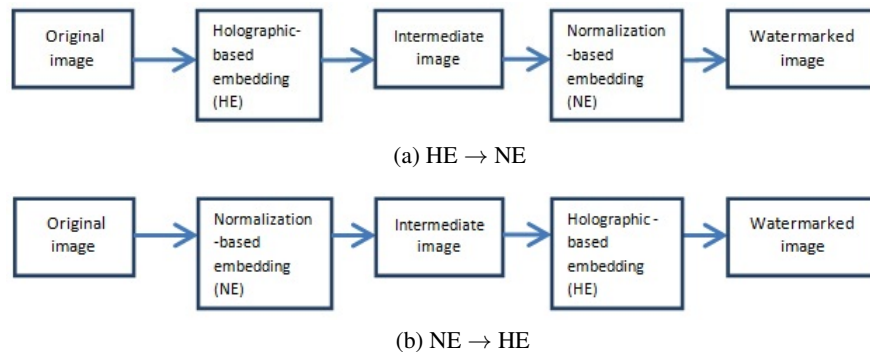 Original
image
Holographic-
based
embedding
(HE)
Intermediate
image
Normalization
-based
embedding
(NE)
Watermarked
image
(a) HE → NE
Original
image
Normalization
-based
embedding
(NE)
Intermediate
image
Holographic -
based
embedding
(HE)
Watermarked
image
(b) NE → HE